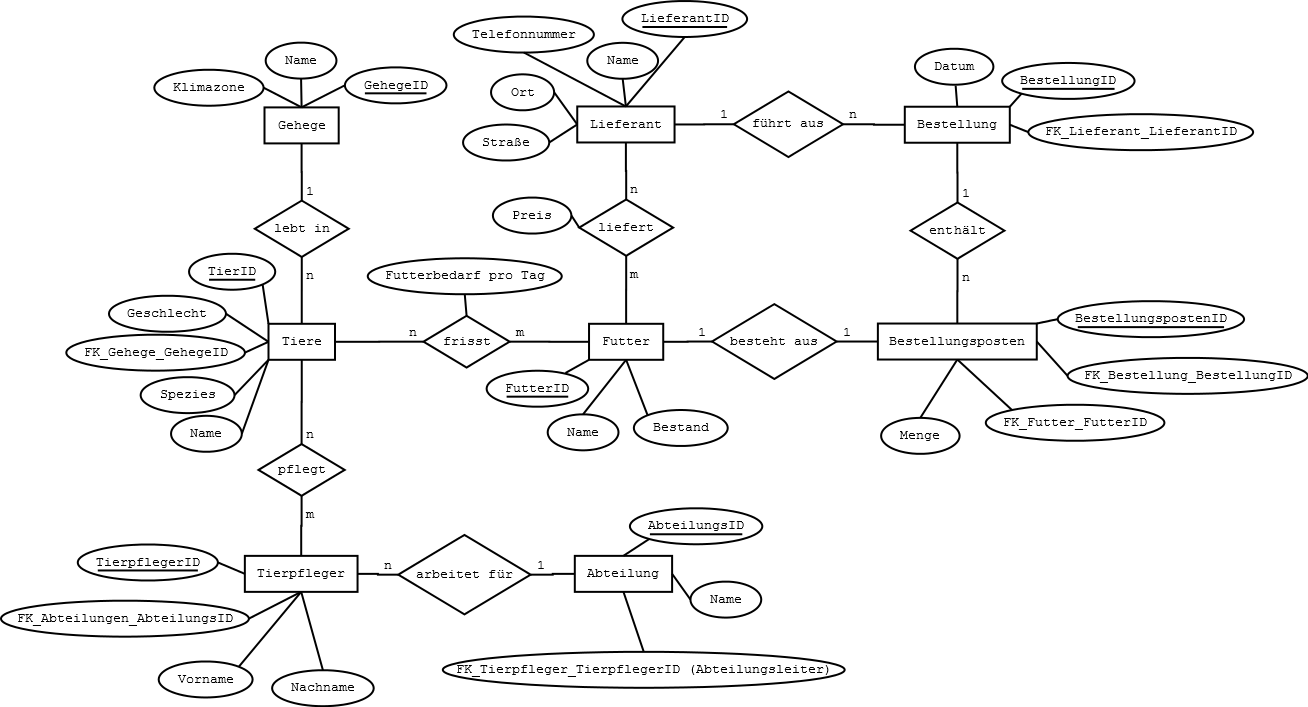 LieferantID
Telefonnummer
Name
Name
Datum
Klimazone
GehegeID
BestellungID
Ort
Gehege
1
n
Lieferant
führt aus
Bestellung
FK_Lieferant_LieferantID
Straße
1
n
1
Preis
lebt in
liefert
enthält
TierID
n
Futterbedarf pro Tag
m
n
Geschlecht
BestellungspostenID
n
m
1
1
Tiere
frisst
Futter
besteht aus
Bestellungsposten
FK_Gehege_GehegeID
FK_Bestellung_BestellungID
FutterID
Spezies
FK_Futter_FutterID
Name
Name
Bestand
Menge
n
pflegt
m
AbteilungsID
TierpflegerID
n
1
Tierpfleger
arbeitet für
Abteilung
Name
FK_Abteilungen_AbteilungsID
FK_Tierpfleger_TierpflegerID (Abteilungsleiter)
Vorname
Nachname